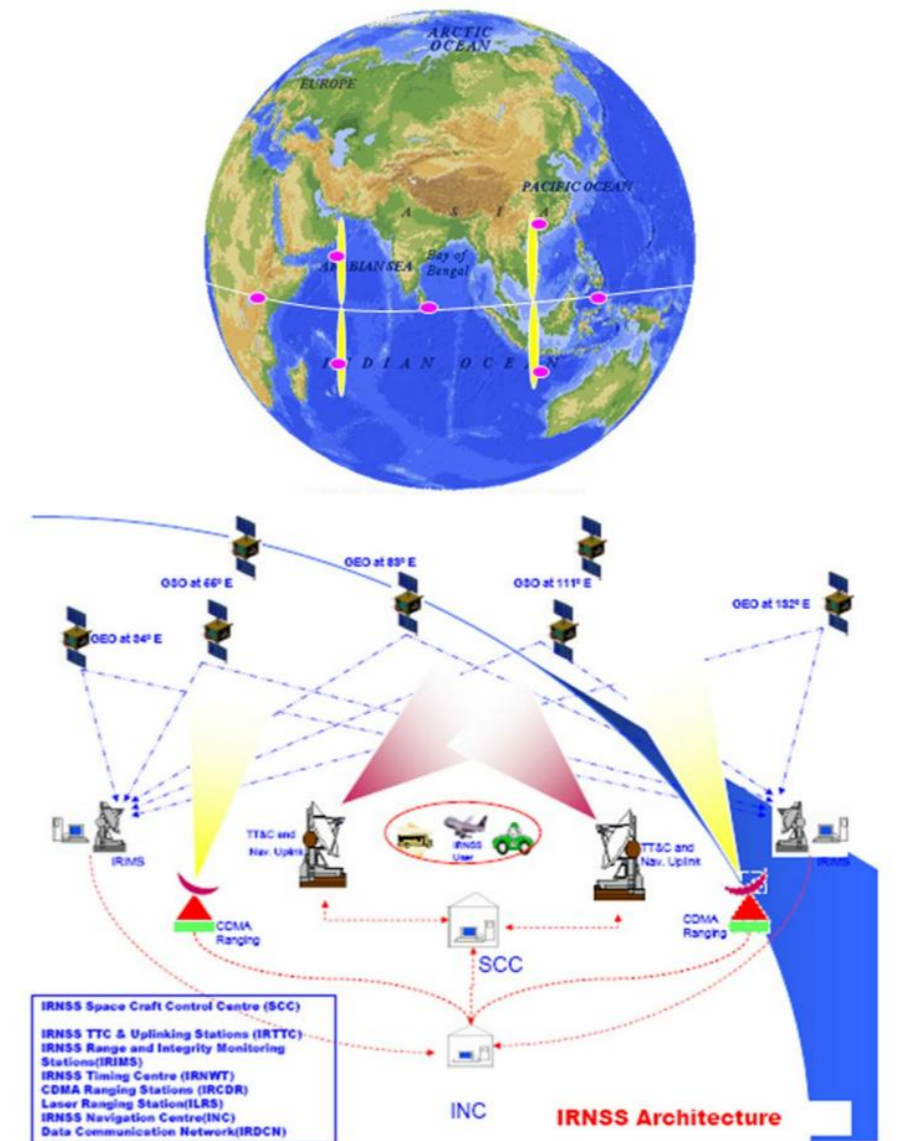 ARCTIC
OCEAN
EUROPE
PACIFIC OCEAN
A S I A
ARABIAN SEA
Bay of
Bengal
INDIAN OCEAN
GSO at 55° E
GEO at 83° E
GSO at 111° E
GEO at 132° E
GEO at 34° E
IRIMS
TT&C and
Nav. Uplink
IRNSS
User
TT&C and
Nav. Uplink
IRIMS
CDMA
Ranging
CDMA
Ranging
SCC
INC
IRNSS Space Craft Control Centre (SCC)
IRNSS TTC & Uplinking Stations (IRTTC)
IRNSS Range and Integrity Monitoring
Stations(IRIMS)
IRNSS Timing Centre (IRNWT)
CDMA Ranging Stations (IRCDR)
Laser Ranging Station(ILRS)
IRNSS Navigation Centre(INC)
Data Communication Network(IRDCN)
IRNSS Architecture